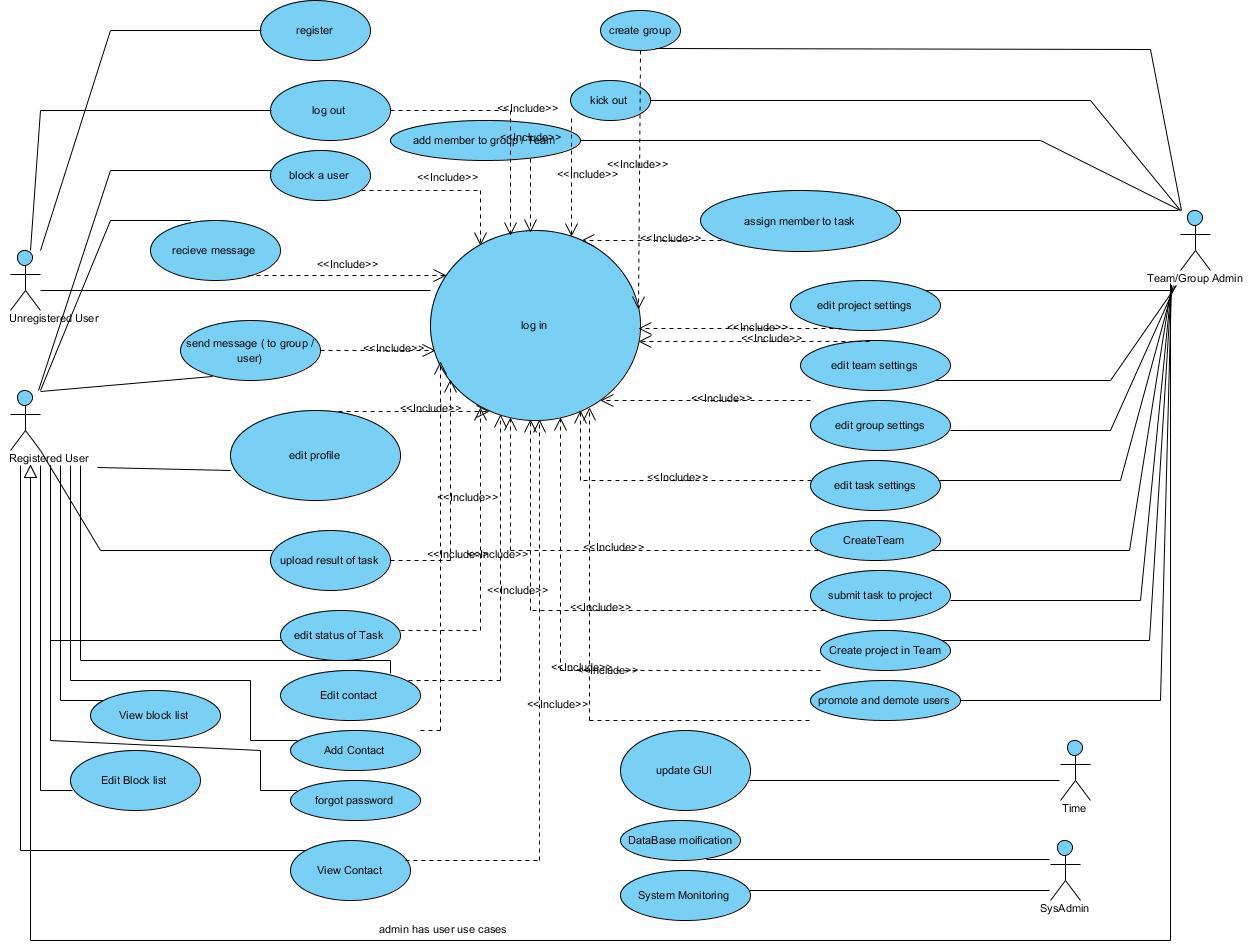 register
create group
kick out
log out
<<Include>>
add member to group / Team
<<Include>>
<<Include>>
block a user
<<Include>>
<<Include>>
assign member to task
<<Include>>
recieve message
<<Include>>
Team/Group Admin
edit project settings
Unregistered User
log in
<<Include>>
<<Include>>
send message ( to group /
user)
<<Include>>
edit team settings
<<Include>>
<<Include>>
edit group settings
Registered User
edit profile
<<Include>>
edit task settings
<<Include>>
CreateTeam
<<Include>>
<<Include>>
<<Include>>
upload result of task
<<Include>>
submit task to project
<<Include>>
edit status of Task
Create project in Team
<<Include>>
<<Include>>
Edit contact
promote and demote users
<<Include>>
View block list
Add Contact
update GUI
Edit Block list
forgot password
Time
DataBase moification
View Contact
System Monitoring
SysAdmin
admin has user use cases